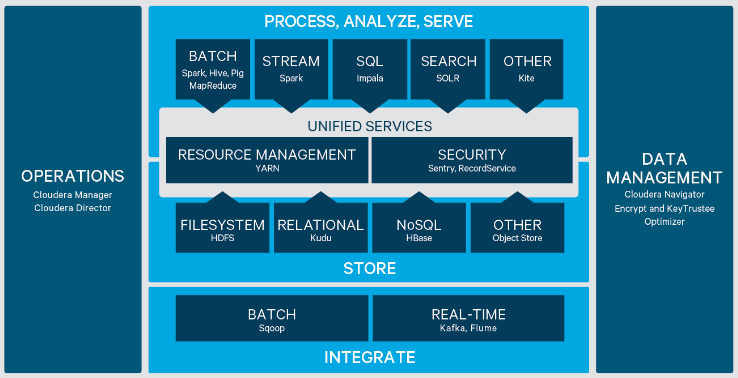 PROCESS, ANALYZE, SERVE
BATCH
Spark, Hive, Pig
MapReduce
STREAM
Spark
SQL
Impala
SEARCH
SOLR
OTHER
Kite
UNIFIED SERVICES
RESOURCE MANAGEMENT
YARN
SECURITY
Sentry, RecordService
FILESYSTEM
HDFS
RELATIONAL
Kudu
NoSQL
HBase
OTHER
Object Store
STORE
BATCH
Sqoop
REAL-TIME
Kafka, Flume
INTEGRATE
OPERATIONS
Cloudera Manager
Cloudera Director
DATA
MANAGEMENT
Cloudera Navigator
Encrypt and KeyTrustee
Optimizer